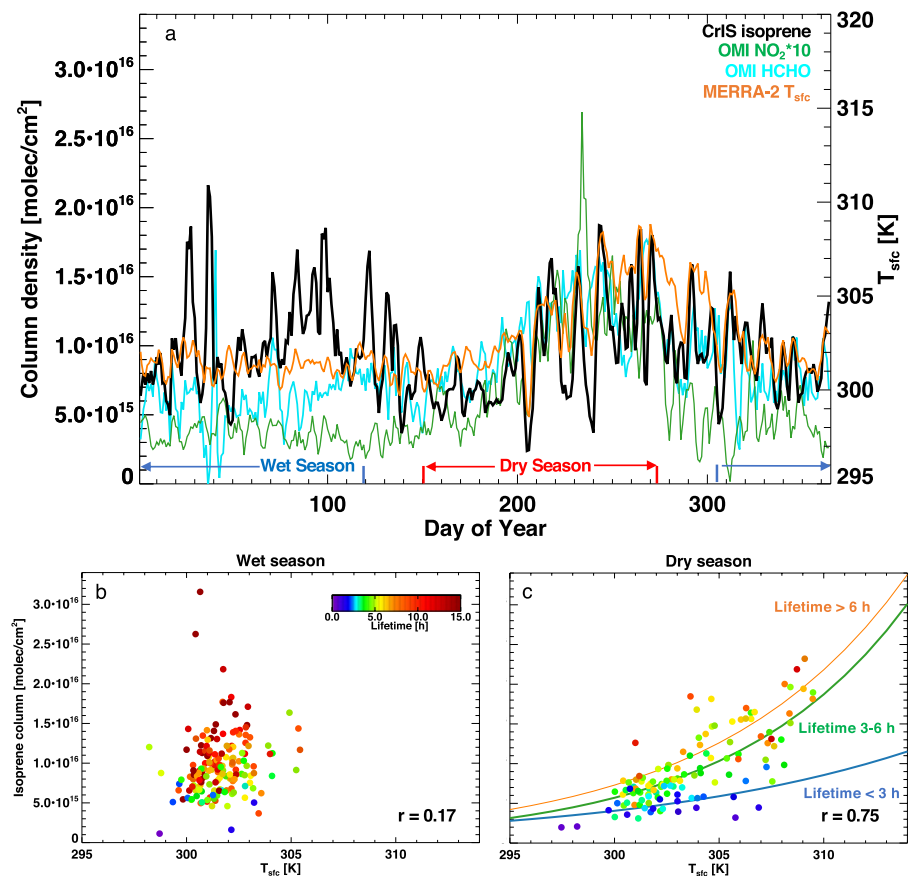 a
CrIS isoprene
OMI NO₂*10
OMI HCHO
MERRA-2 Tsfc
320
315
310
305
300
295
Tsfc [K]
3.0•10¹⁶
2.5•10¹⁶
2.0•10¹⁶
1.5•10¹⁶
1.0•10¹⁶
5.0•10¹⁵
0
Column density [molec/cm²]
Wet Season
Dry Season
100
200
300
Day of Year
Wet season
b
3.0•10¹⁶
2.5•10¹⁶
2.0•10¹⁶
1.5•10¹⁶
1.0•10¹⁶
5.0•10¹⁵
0
Isoprene column [molec/cm²]
0.0
5.0
10.0
15.0
Lifetime [h]
r = 0.17
295
300
305
310
Tsfc [K]
Dry season
c
Lifetime > 6 h
Lifetime 3-6 h
Lifetime < 3 h
r = 0.75
295
300
305
310
Tsfc [K]